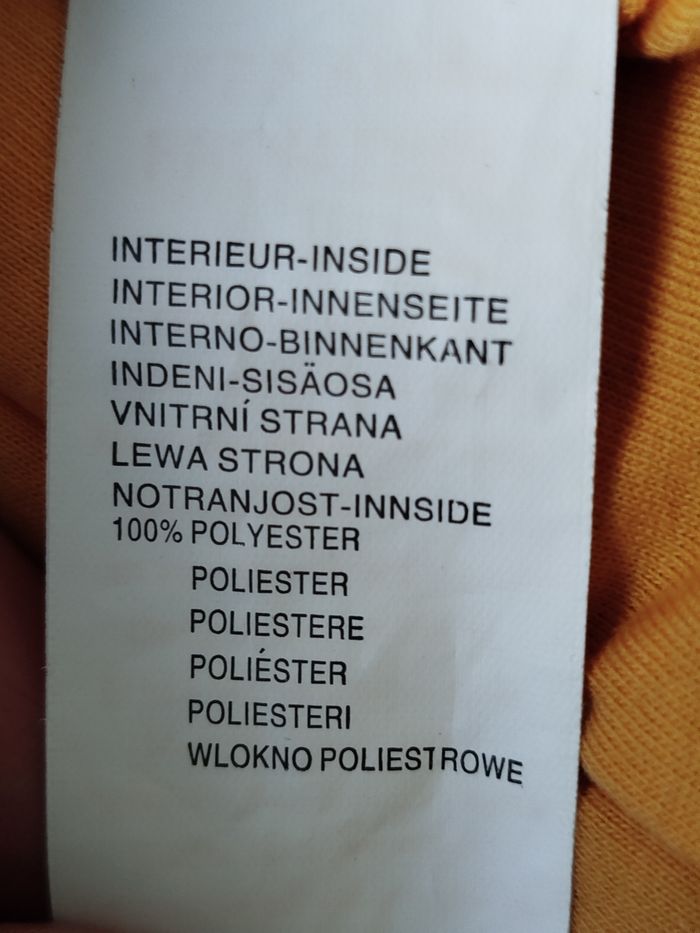 INTERIEUR-INSIDE
INTERIOR-INNENSEITE
INTERNO-BINNENKANT
INDENI-SISÄOSA
VNITRNÍ STRANA
LEWA STRONA
NOTRANJOST-INNSIDE
100% POLYESTER
POLIESTER
POLIESTERE
POLIÉSTER
POLIESTERI
WLOKNO POLIESTROWE